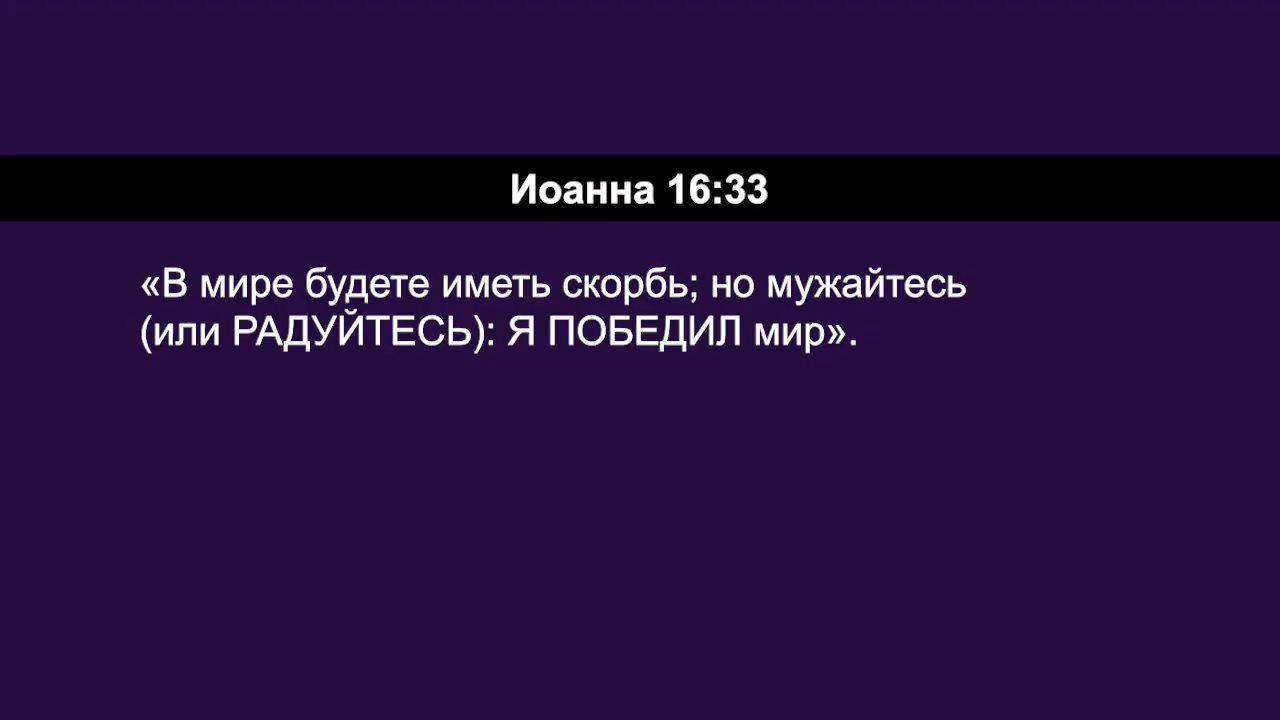 Иоанна 16:33
«В мире будете иметь скорбь; но мужайтесь
(или РАДУЙТЕСЬ): Я ПОБЕДИЛ мир».